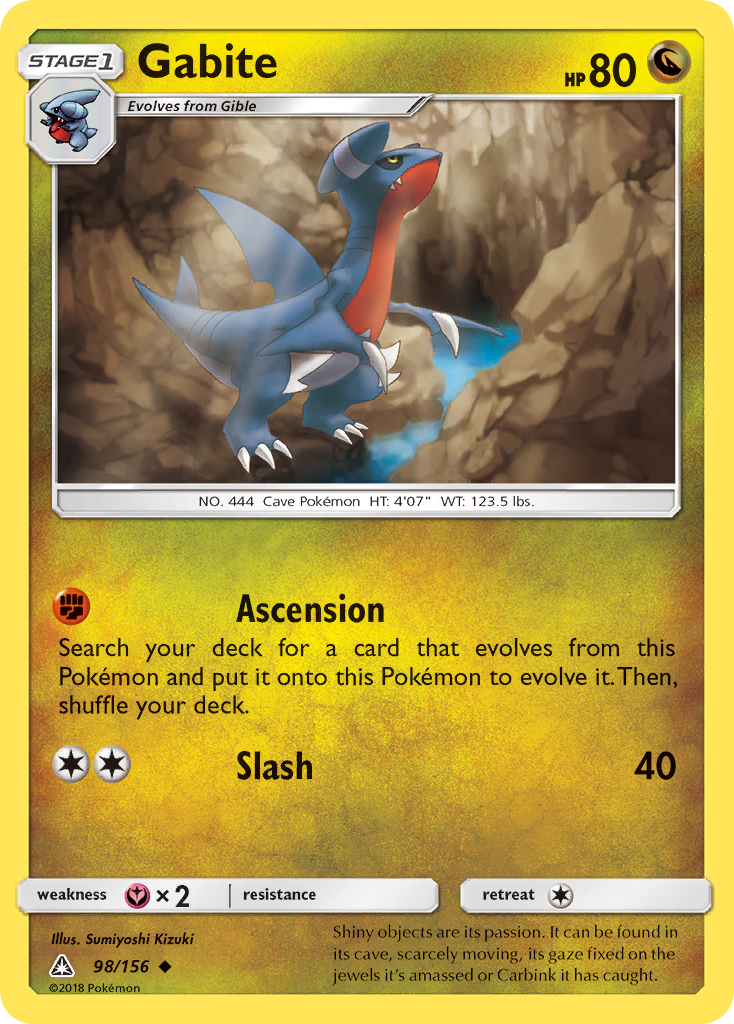 STAGE1
Gabite
HP80
Evolves from Gible
NO. 444 Cave Pokémon HT: 4'07" WT: 123.5 lbs.
Ascension
Search your deck for a card that evolves from this
Pokémon and put it onto this Pokémon to evolve it. Then,
shuffle your deck.
Slash 40
weakness ×2 resistance retreat
Illus. Sumiyoshi Kizuki
98/156
©2018 Pokémon
Shiny objects are its passion. It can be found in
its cave, scarcely moving, its gaze fixed on the
jewels it's amassed or Carbink it has caught.